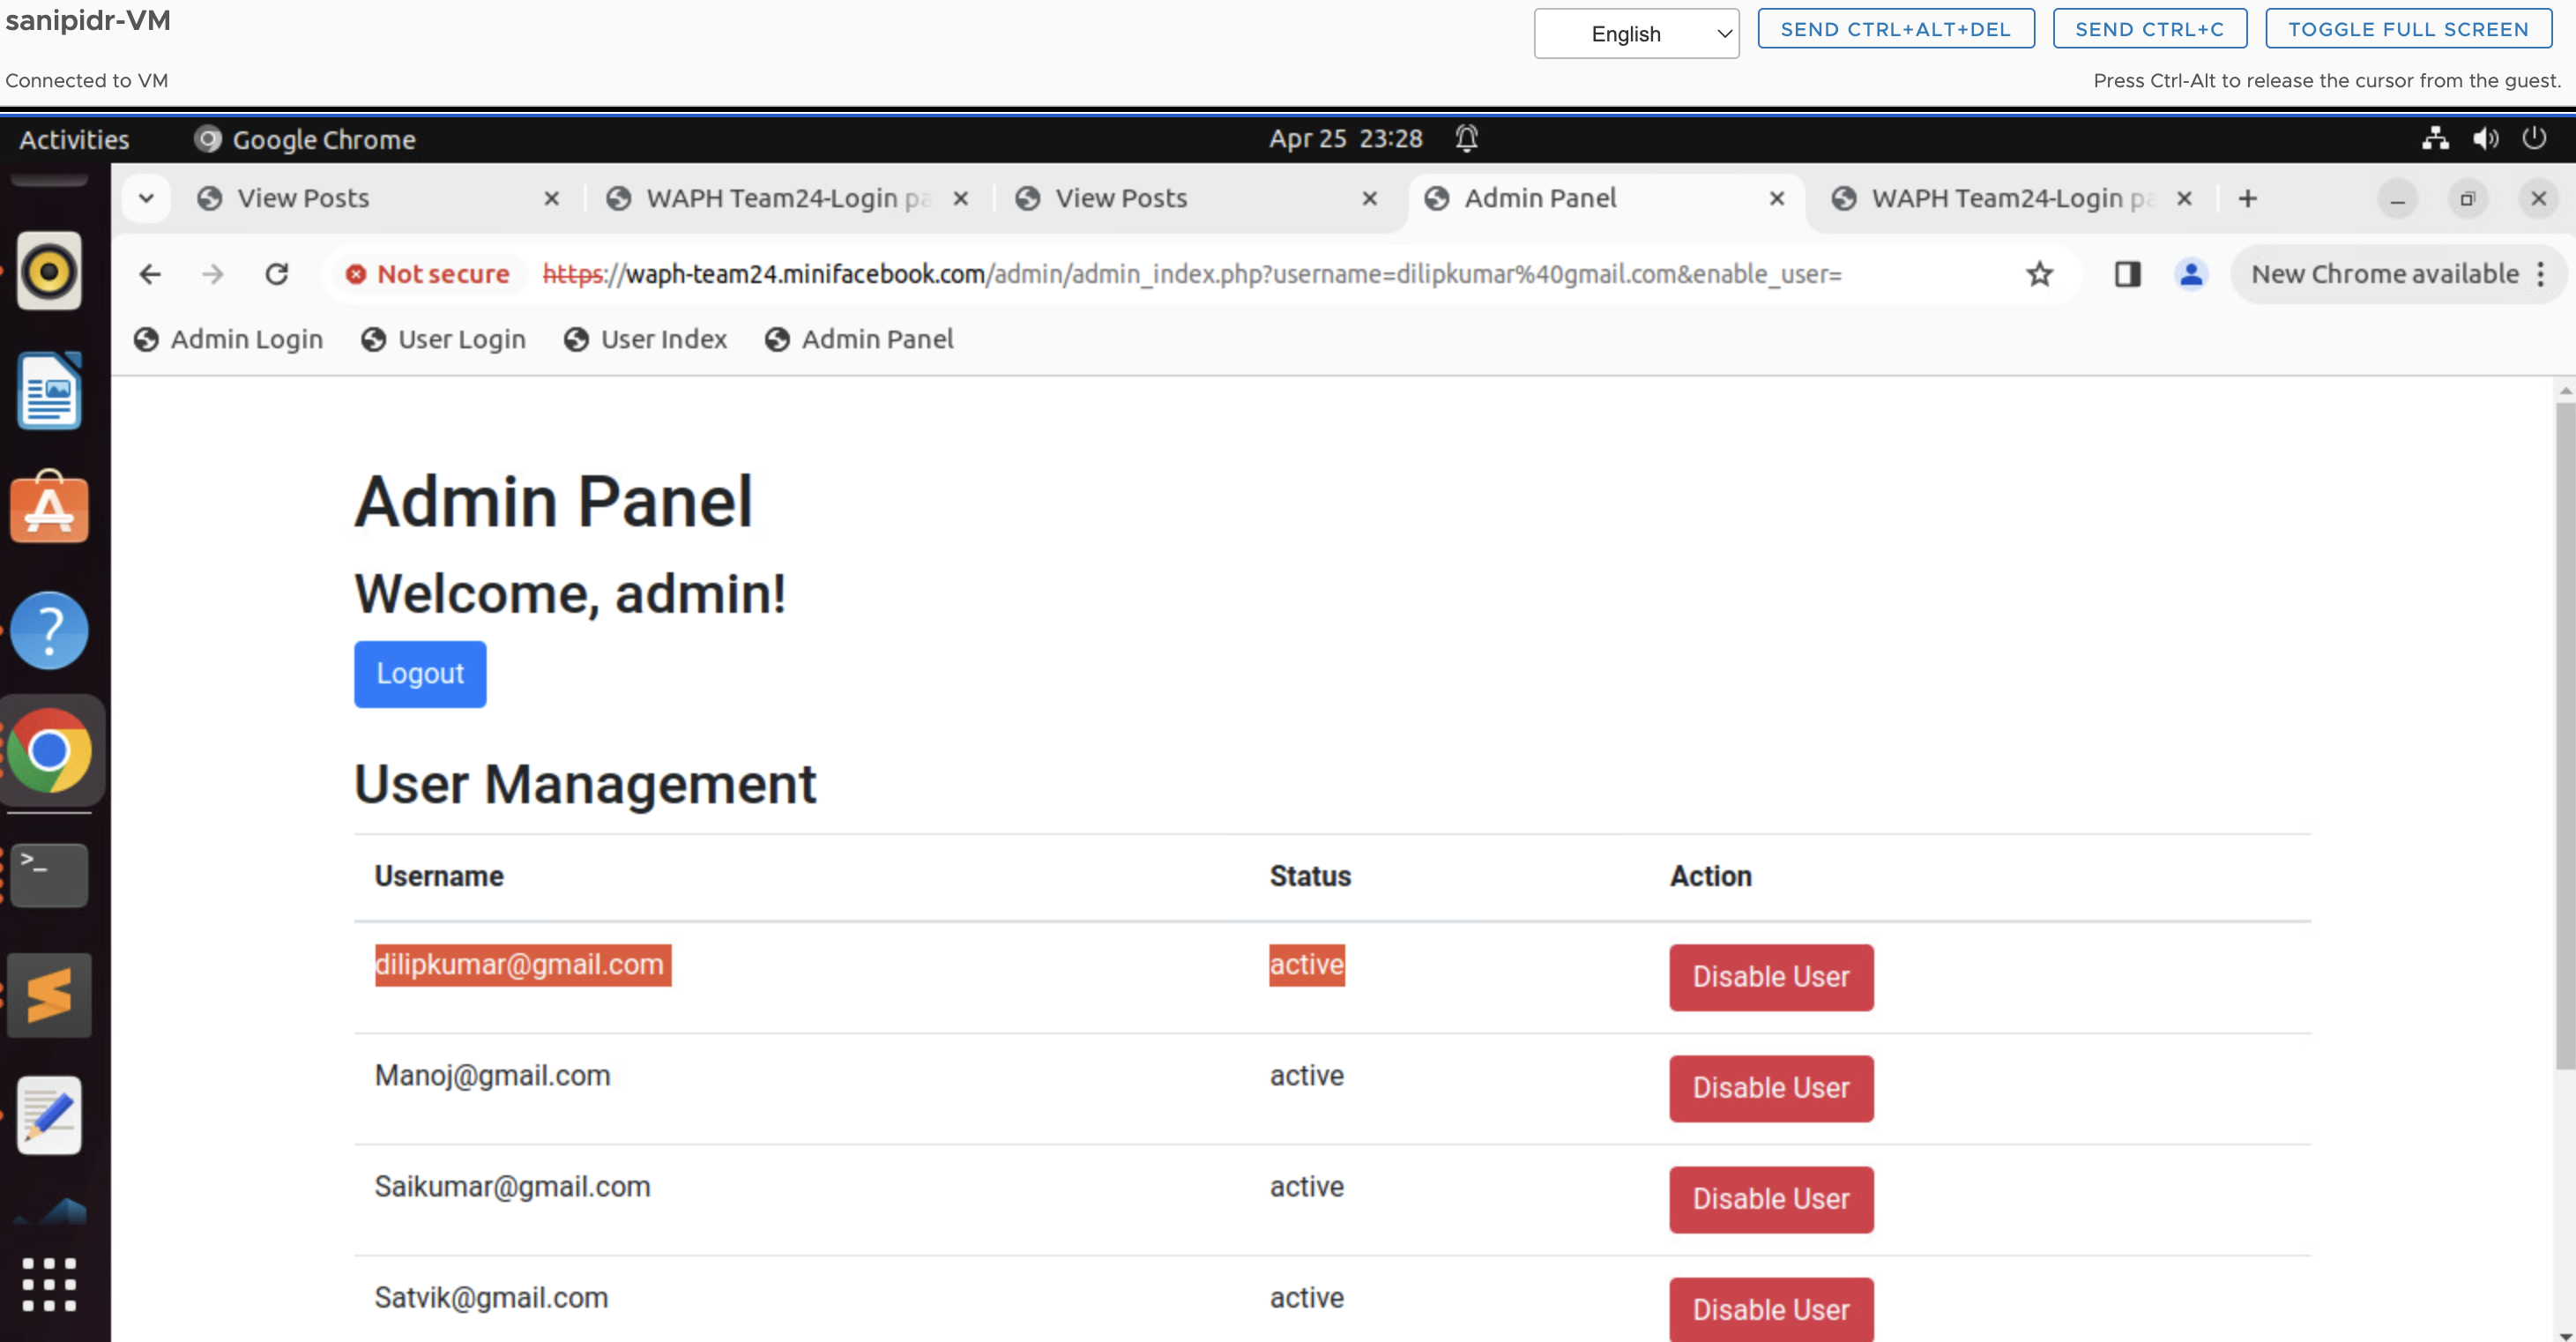 sanipidr-VM
English
SEND CTRL+ALT+DEL
SEND CTRL+C
TOGGLE FULL SCREEN
Connected to VM
Press Ctrl-Alt to release the cursor from the guest.
Activities
Google Chrome
Apr 25 23:28
View Posts
WAPH Team24-Login pa
View Posts
Admin Panel
WAPH Team24-Login pa
Not secure
https://waph-team24.minifacebook.com/admin/admin_index.php?username=dilipkumar%40gmail.com&enable_user=
New Chrome available
Admin Login
User Login
User Index
Admin Panel
Admin Panel
Welcome, admin!
Logout
User Management
Username Status Action
dilipkumar@gmail.com active Disable User
Manoj@gmail.com active Disable User
Saikumar@gmail.com active Disable User
Satvik@gmail.com active Disable User